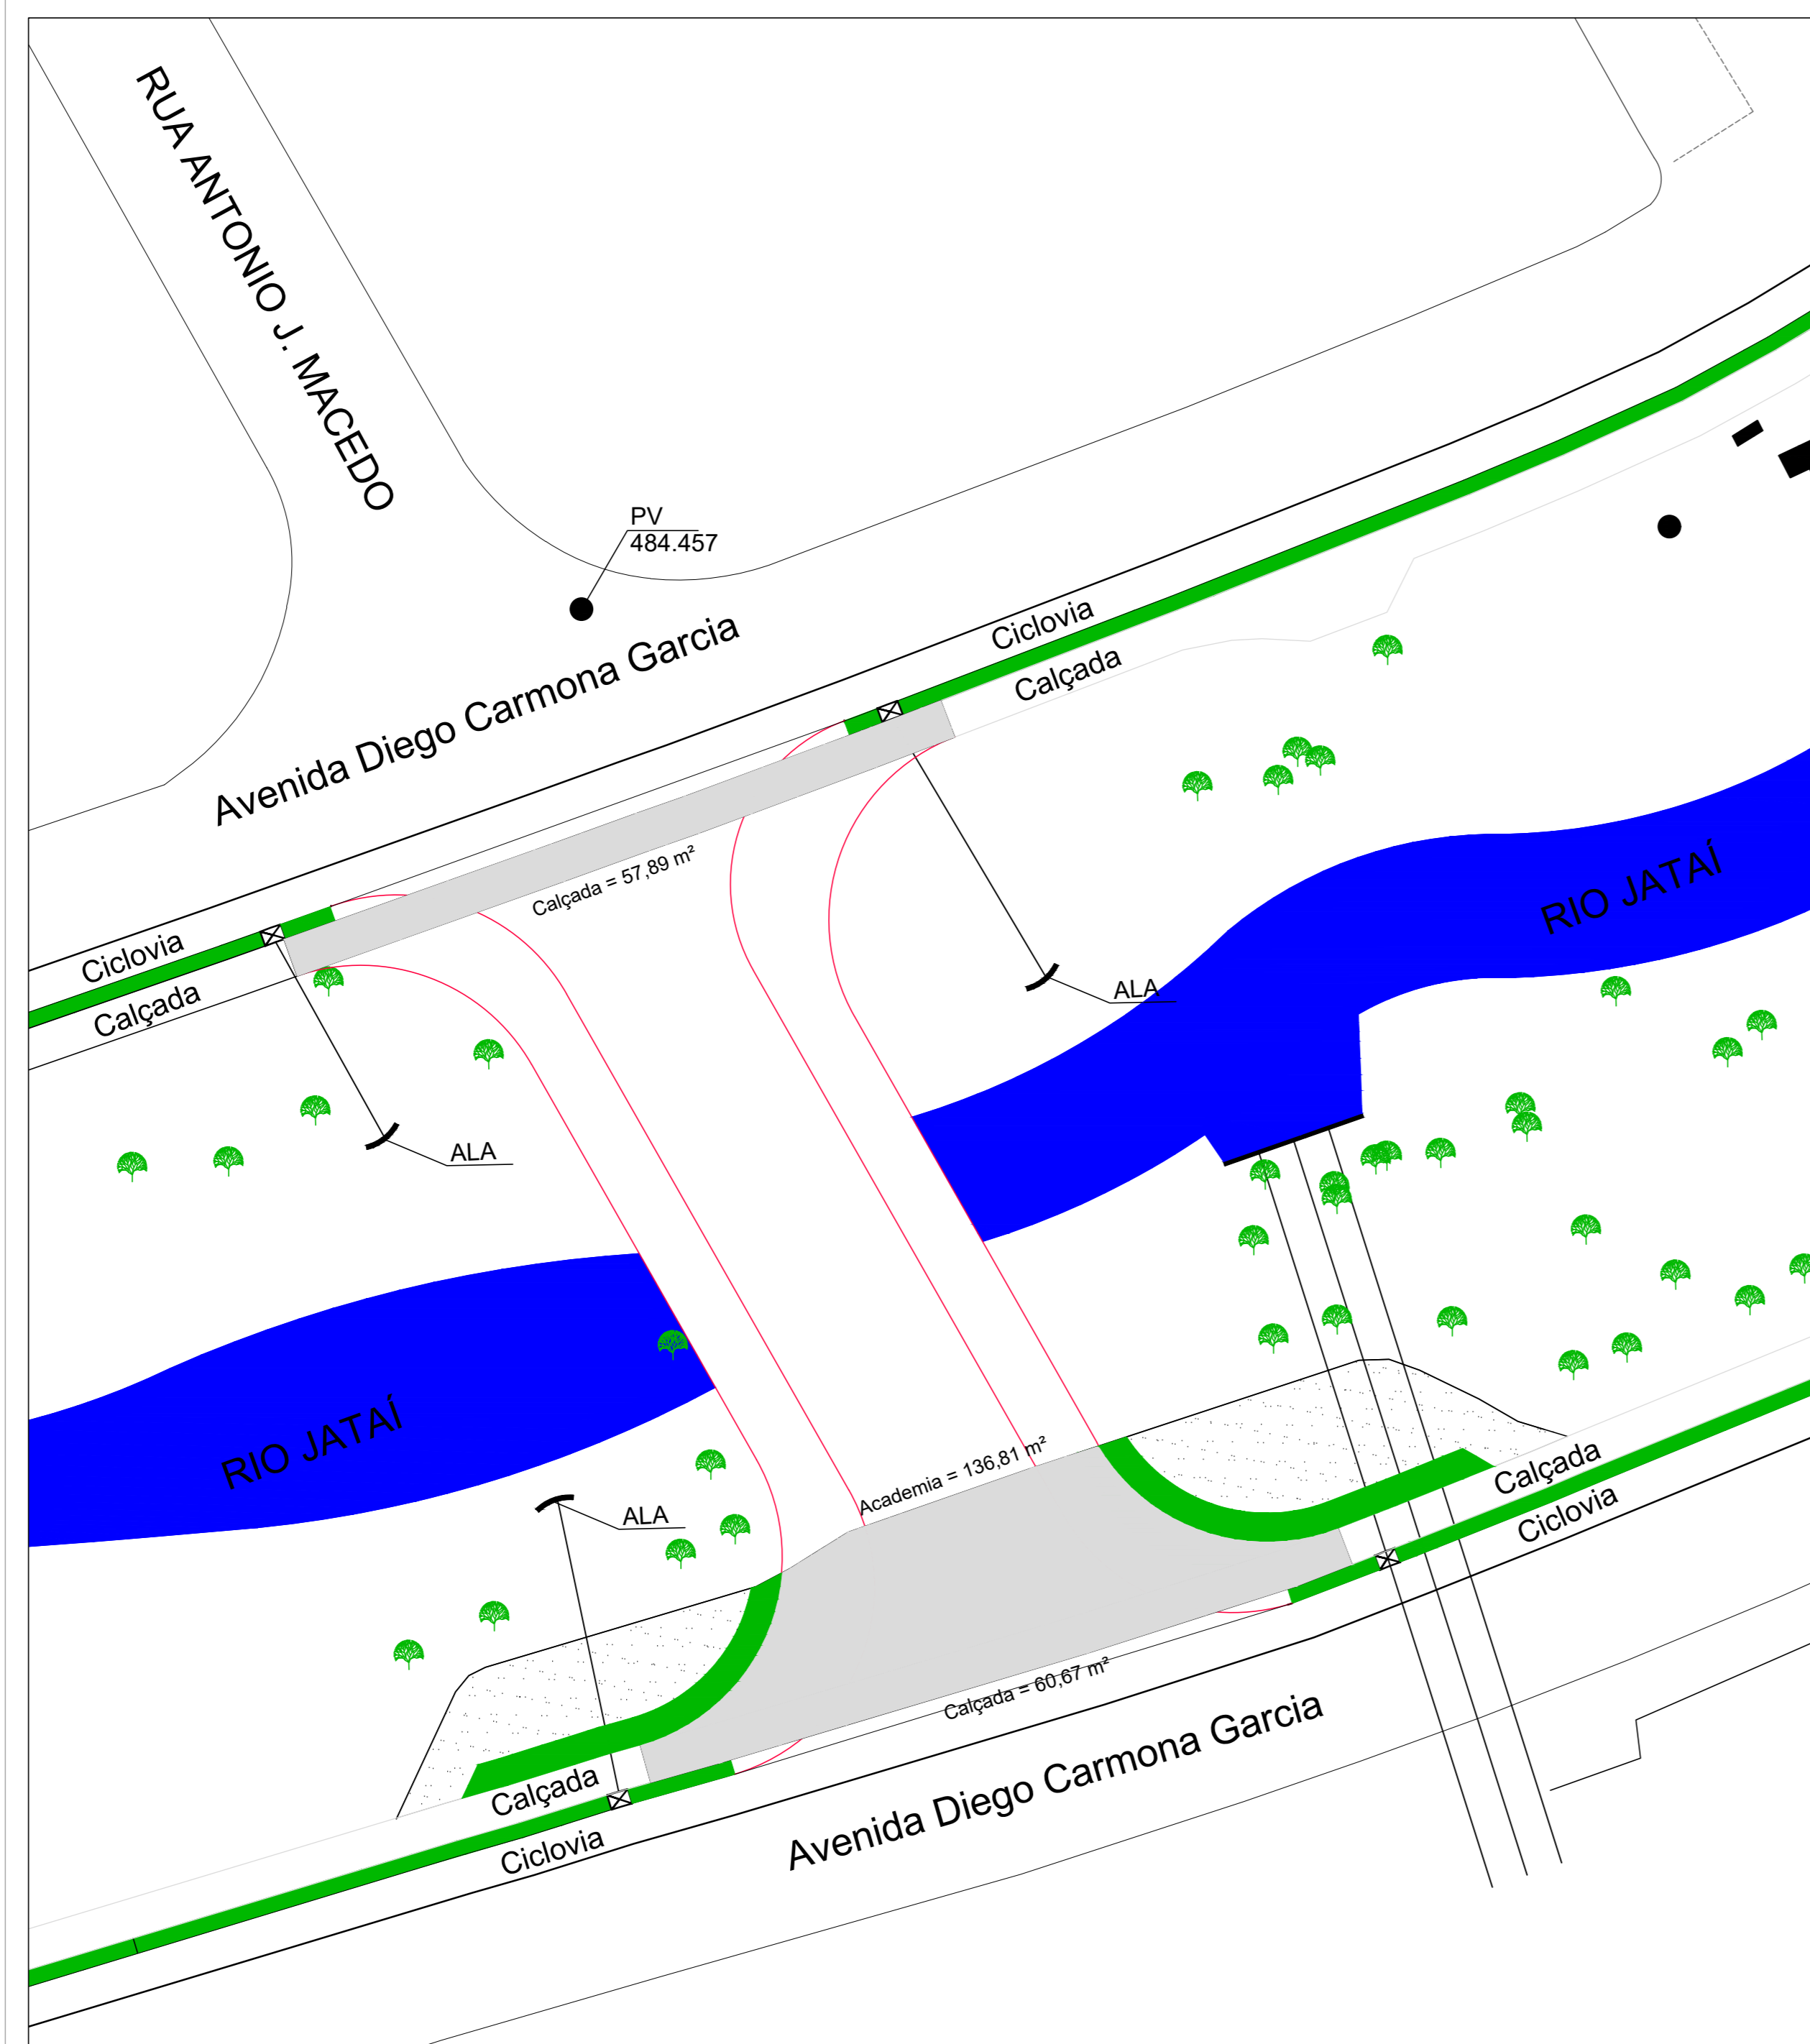 RUA ANTONIO J. MACEDO
PV
484.457
Avenida Diego Carmona Garcia
Ciclovia
Calçada
Calçada = 57,89 m²
RIO JATAÍ
Ciclovia
Calçada
ALA
ALA
RIO JATAÍ
Academia = 136,81 m²
Calçada
Ciclovia
ALA
Calçada = 60,67 m²
Calçada
Ciclovia
Avenida Diego Carmona Garcia